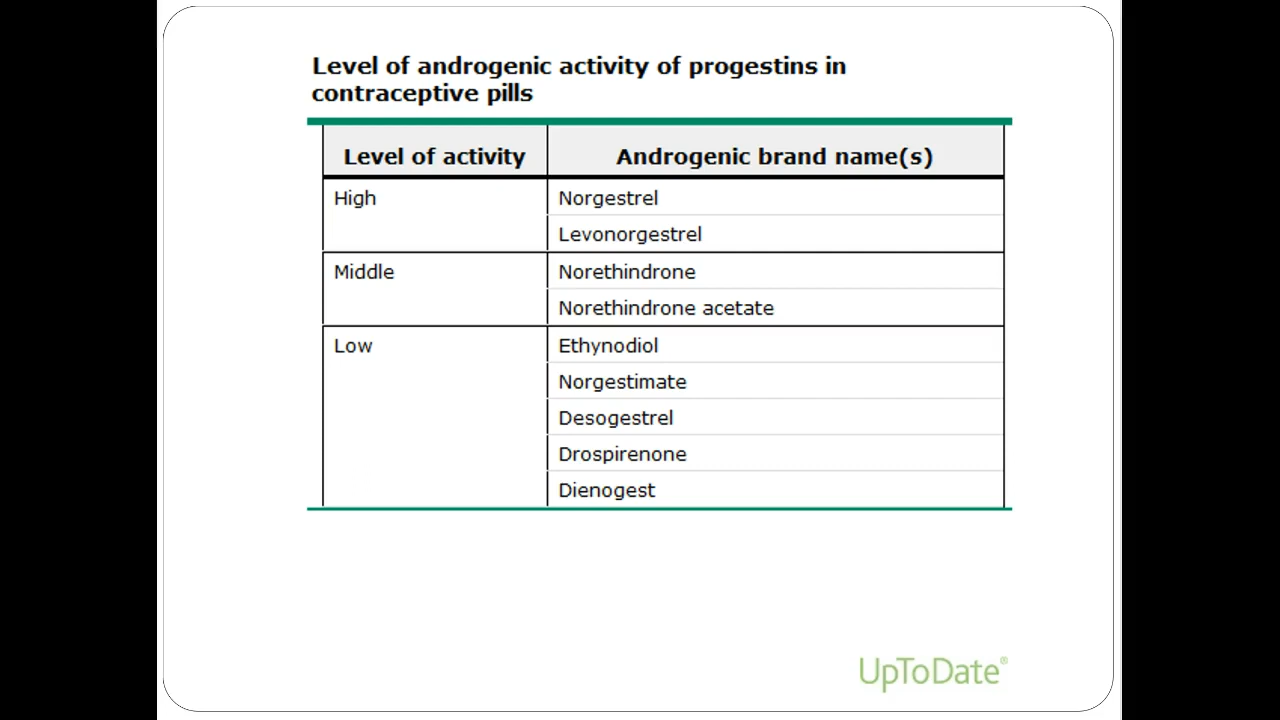 Level of androgenic activity of progestins in
contraceptive pills
Level of activity Androgenic brand name(s)
High Norgestrel
Levonorgestrel
Middle Norethindrone
Norethindrone acetate
Low Ethynodiol
Norgestimate
Desogestrel
Drospirenone
Dienogest
UpToDate®